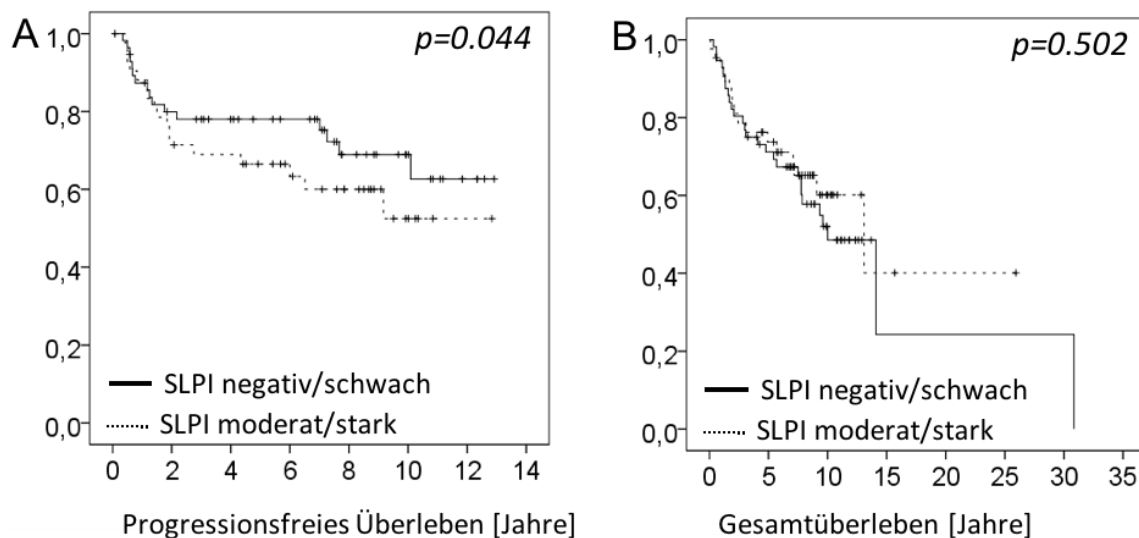 A
p=0.044
1,0
0,8
0,6
0,4
0,2
0,0
SLPI negativ/schwach
SLPI moderat/stark
0 2 4 6 8 10 12 14
Progressionsfreies Überleben [Jahre]
B
p=0.502
1,0
0,8
0,6
0,4
0,2
0,0
SLPI negativ/schwach
SLPI moderat/stark
0 5 10 15 20 25 30 35
Gesamtüberleben [Jahre]